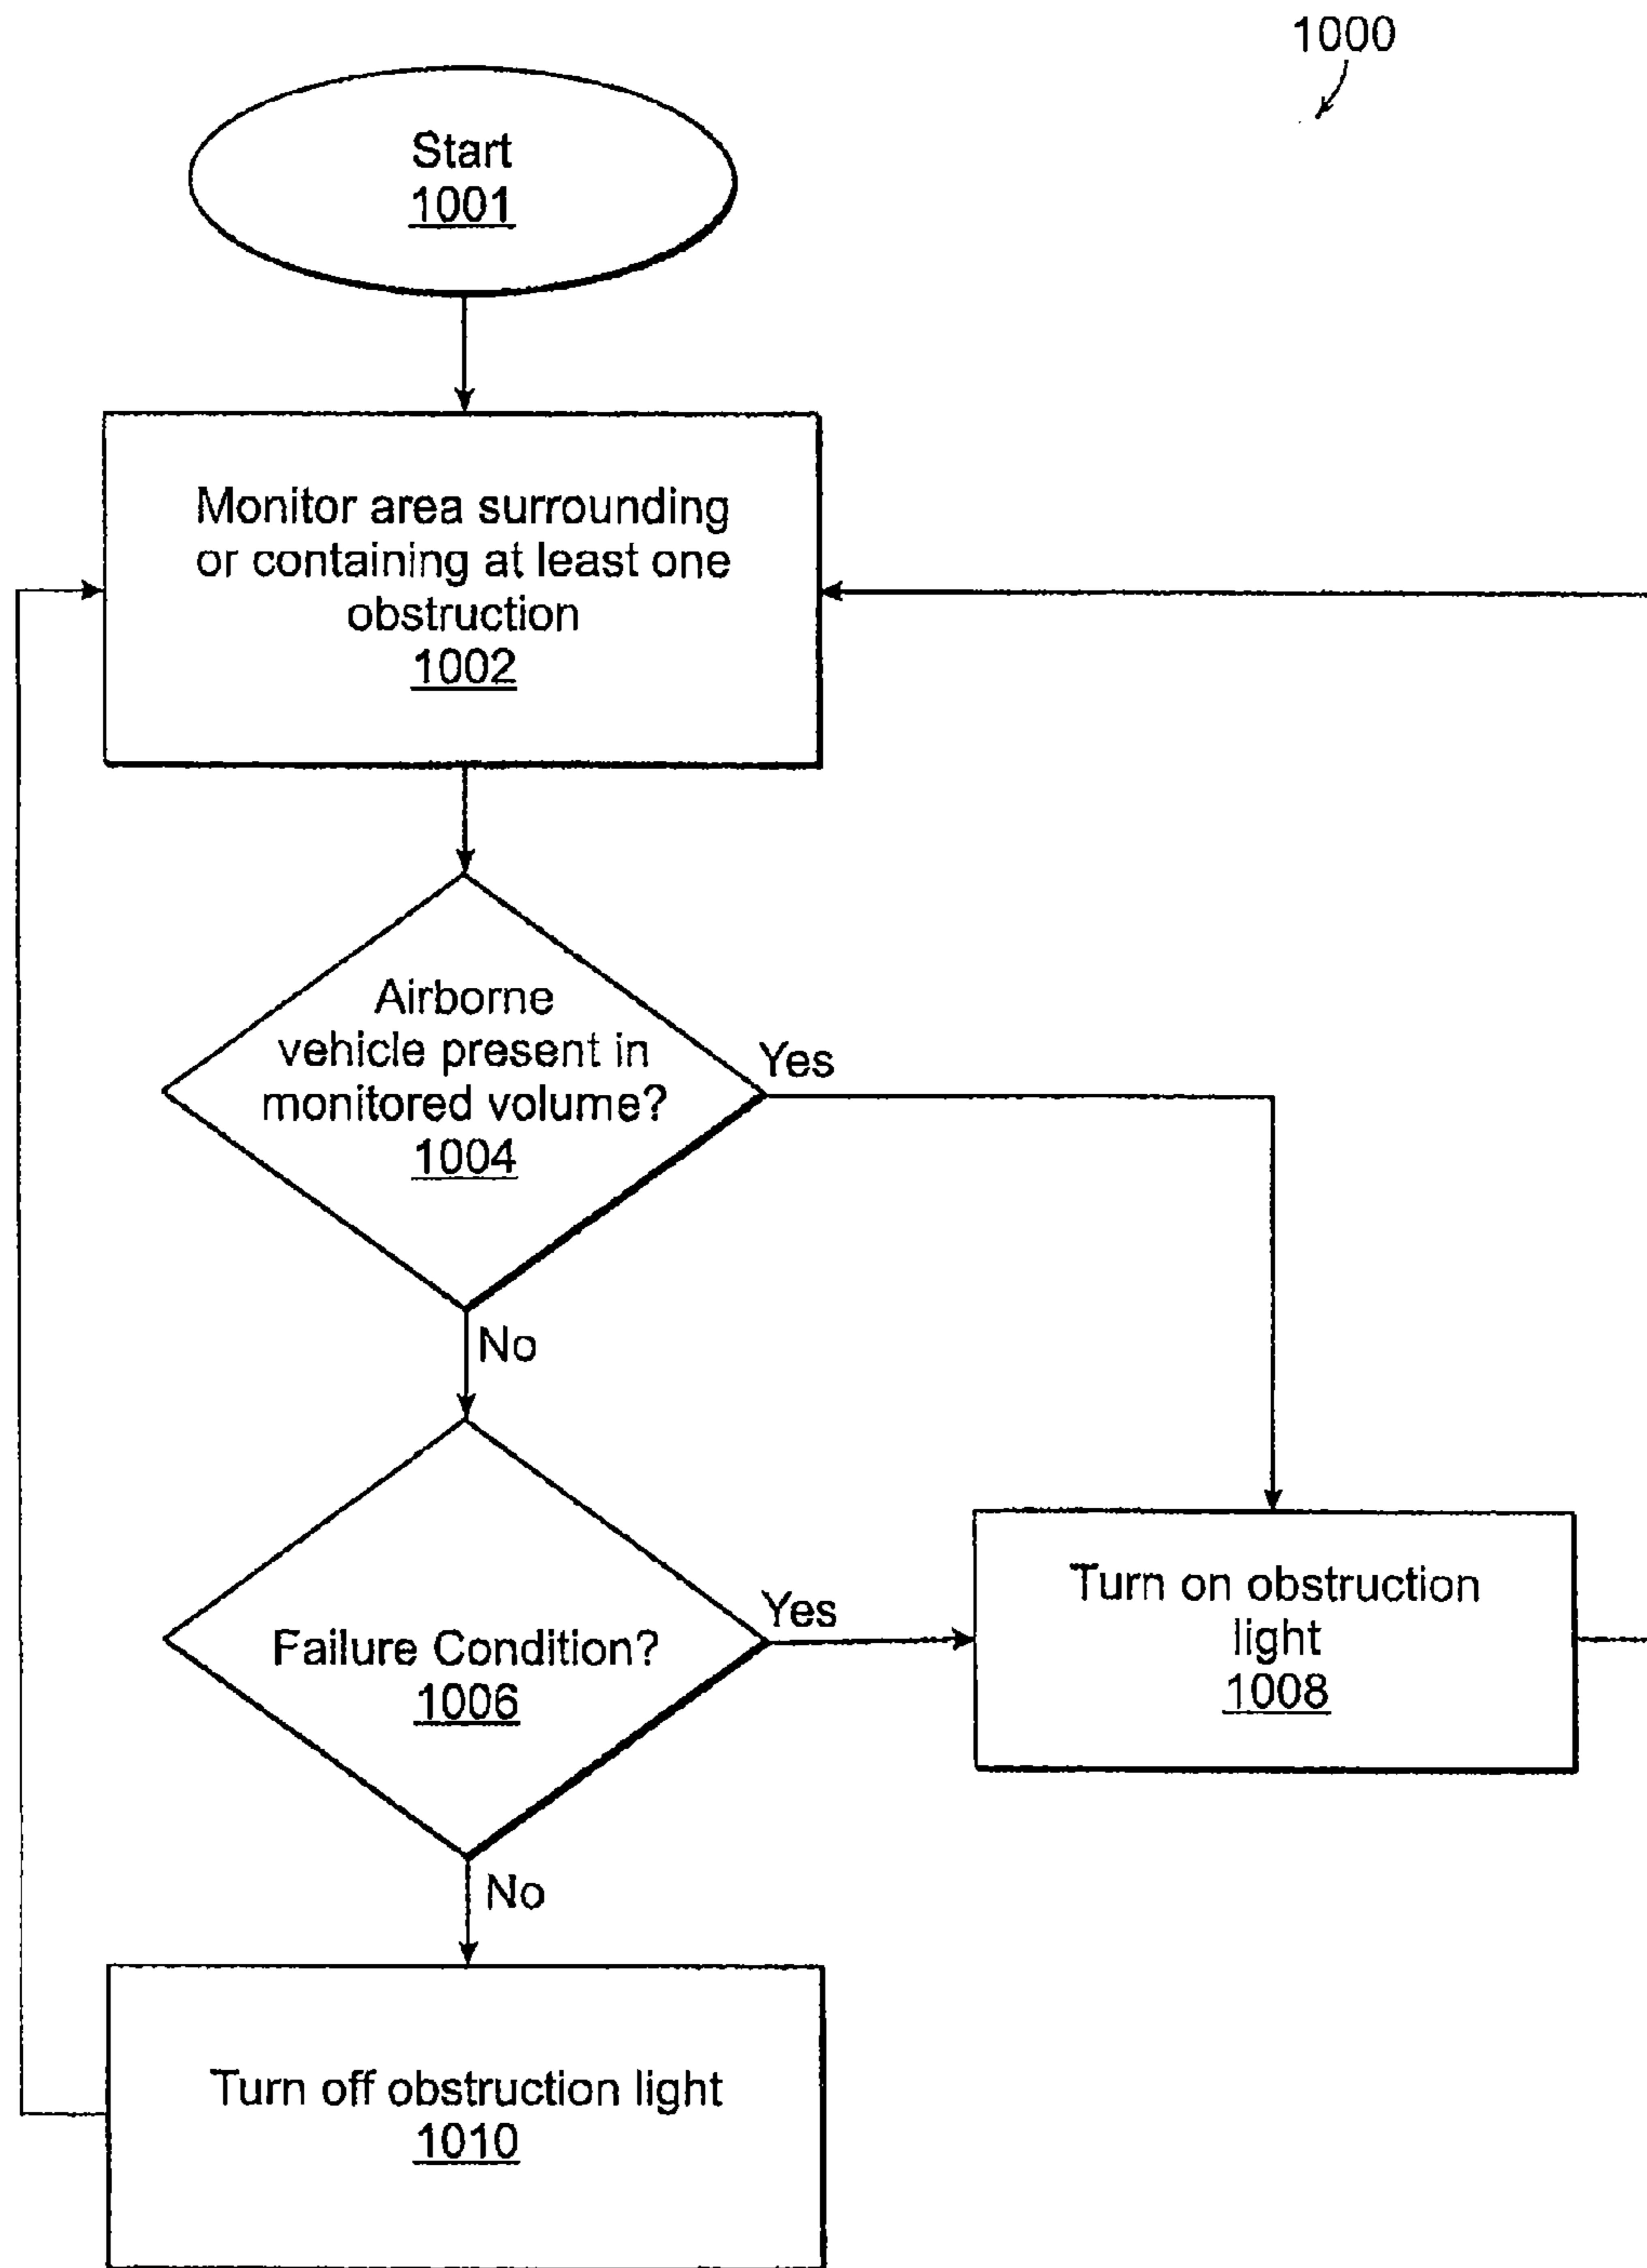 1000
Start
1001
Monitor area surrounding
or containing at least one
obstruction
1002
Airborne
vehicle present in
monitored volume?
1004
Yes
No
Failure Condition?
1006
Yes
Turn on obstruction
light
1008
No
Turn off obstruction light
1010